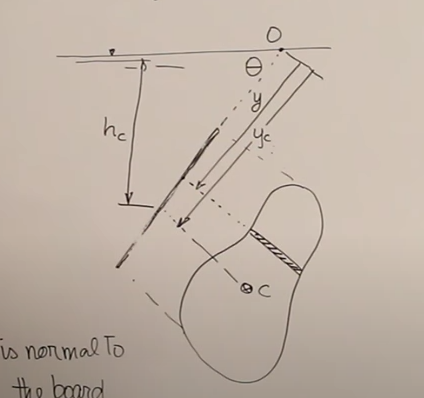 O
θ
y
hc
yc
C
is normal to
the board